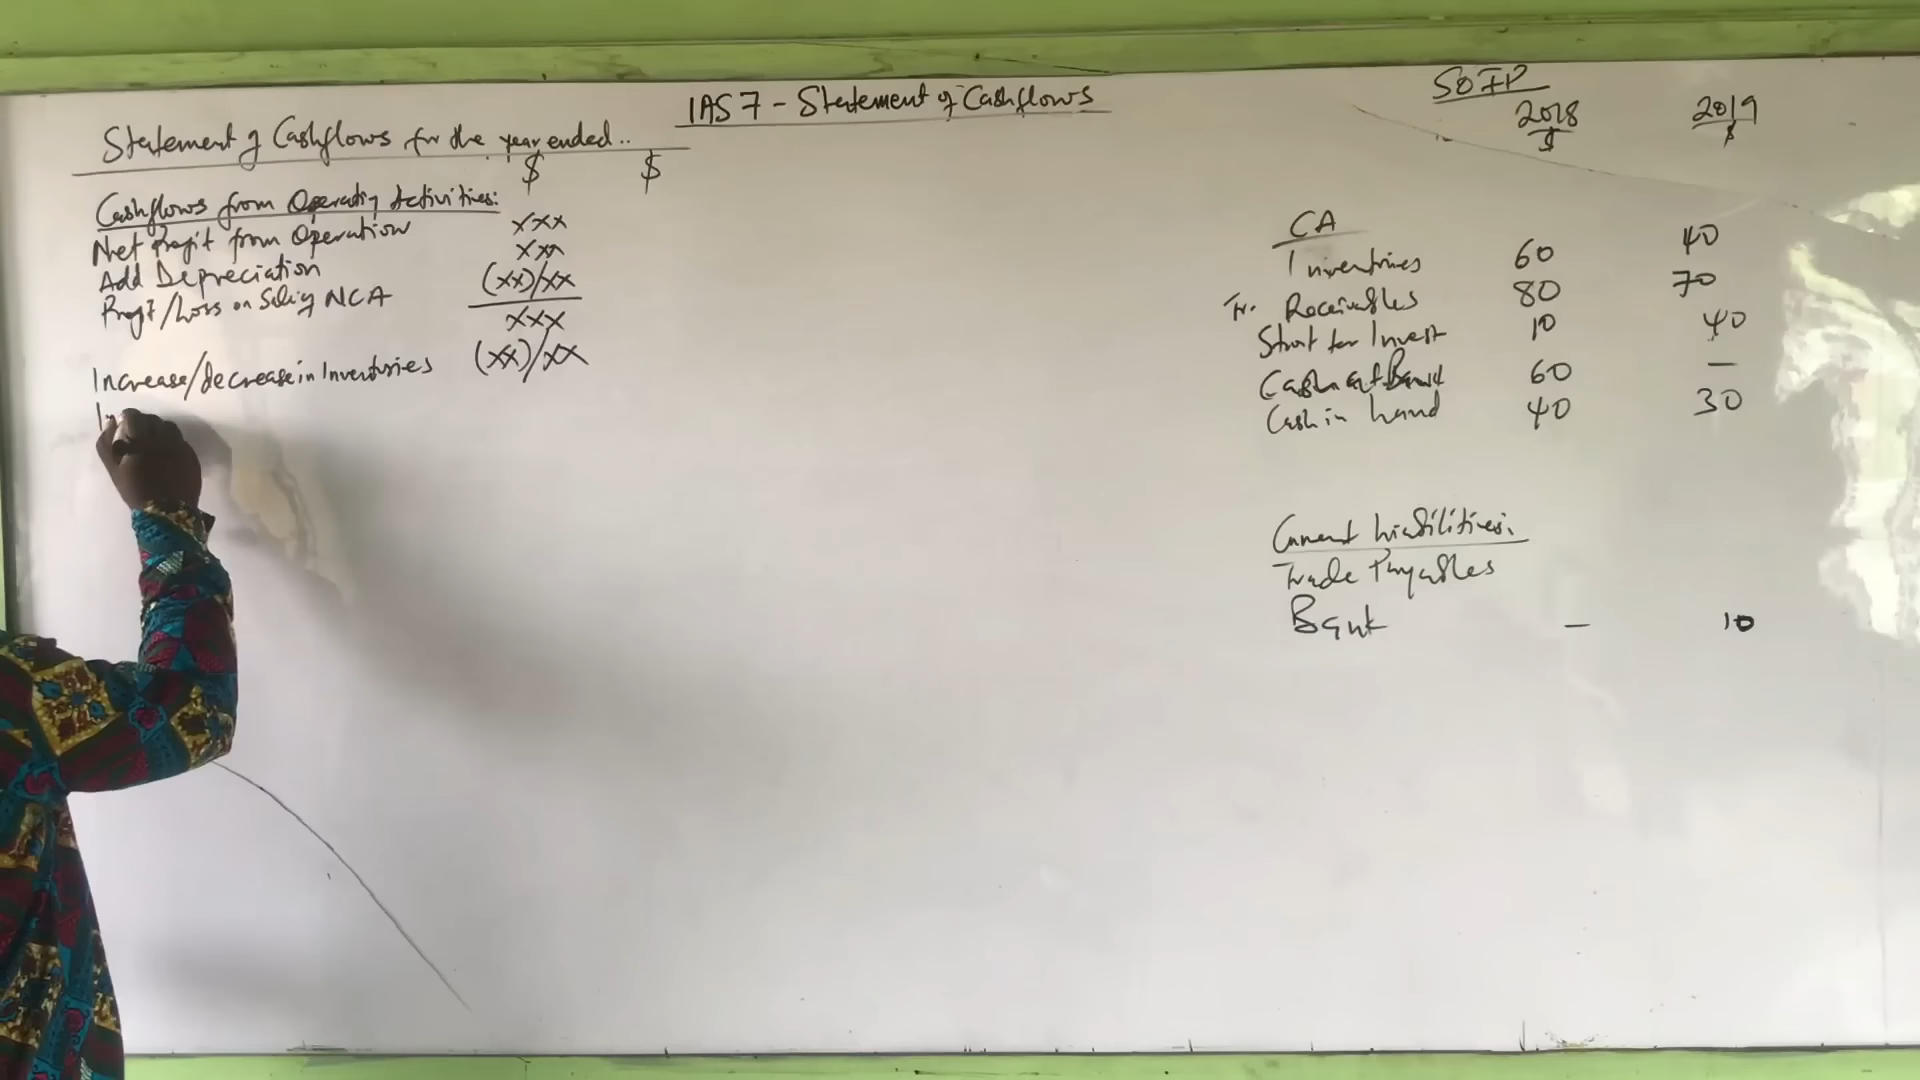 IAS 7 - Statement of Cashflows
Statement of Cashflows for the year ended..
$ $
Cashflows from Operating Activities:
Net Profit from Operation xxx
Add Depreciation xxx
Profit/Loss on Selling NCA (xx)/xx
xxx
Increase/decrease in Inventories (xx)/xx
In
SOFP
2018 2019
$ $
CA
Inventories 60 40
Tr. Receivables 80 70
Short ter Invest 10 40
Cash at Bank 60 —
Cash in hand 40 30
Current Liabilities:
Trade Payables
Bank — 10